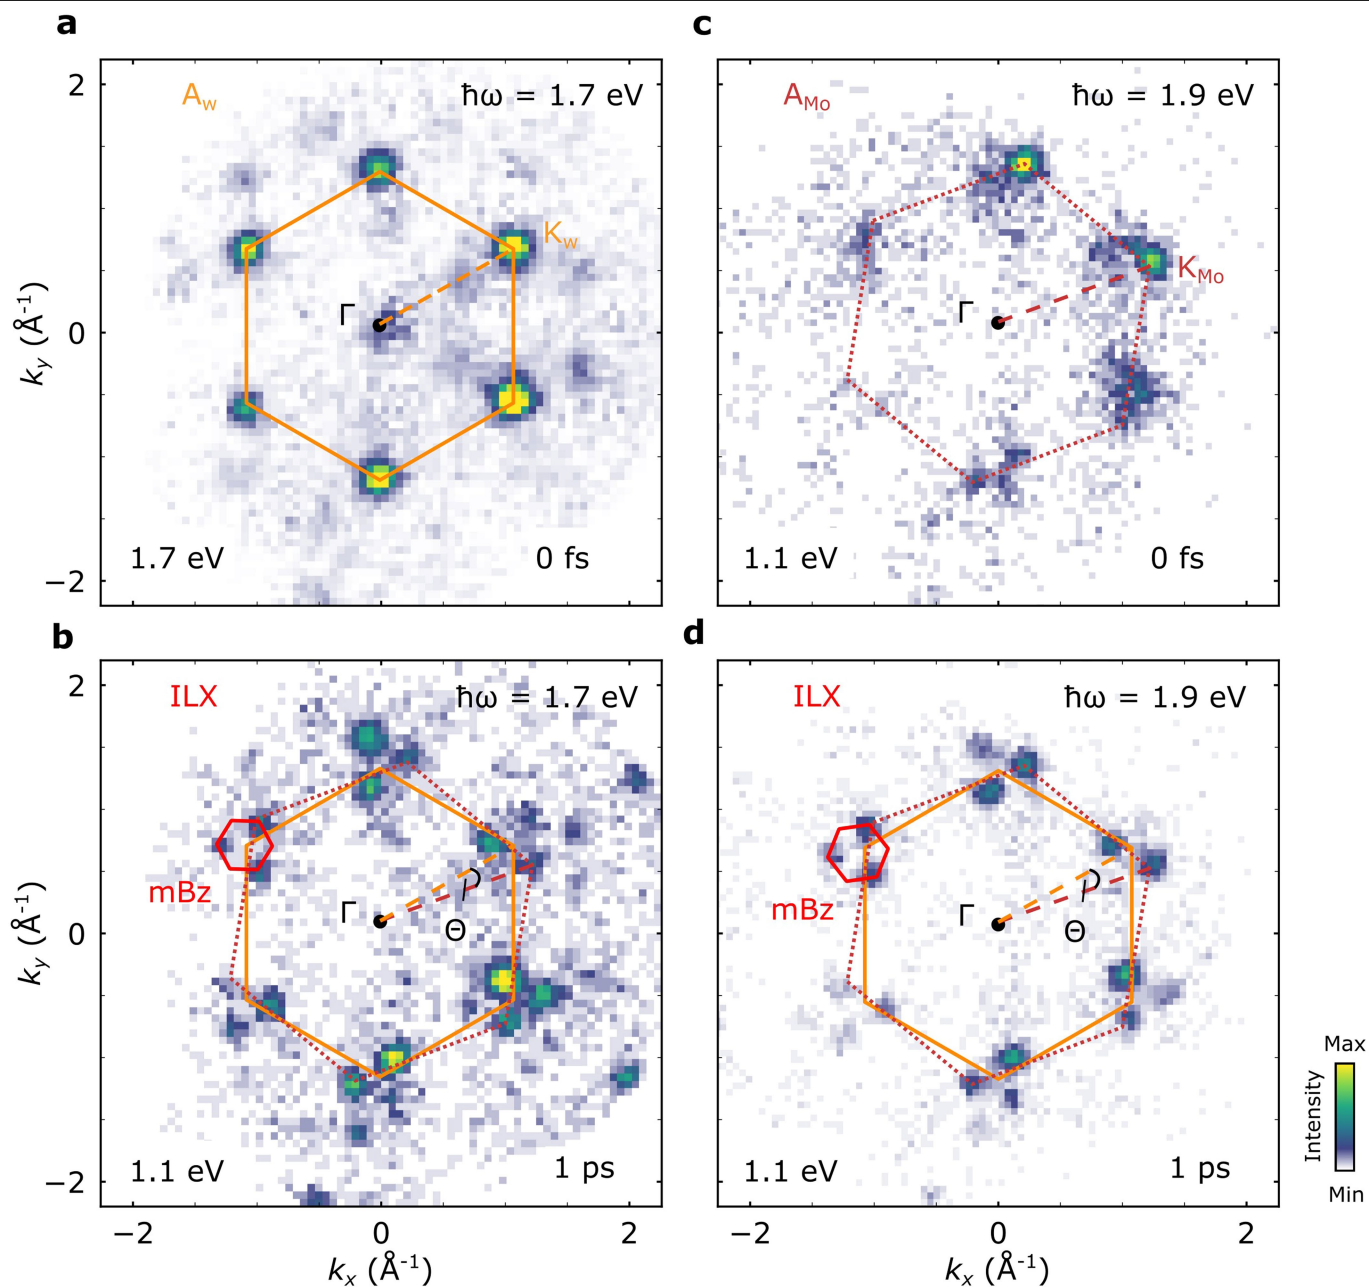 a
A_w
ħω = 1.7 eV
K_w
Γ
1.7 eV
0 fs
2
0
−2
k_y (Å⁻¹)
c
A_Mo
ħω = 1.9 eV
K_Mo
Γ
1.1 eV
0 fs
b
ILX
ħω = 1.7 eV
mBz
Γ
Θ
1.1 eV
1 ps
2
0
−2
k_y (Å⁻¹)
−2
0
2
k_x (Å⁻¹)
d
ILX
ħω = 1.9 eV
mBz
Γ
Θ
1.1 eV
1 ps
−2
0
2
k_x (Å⁻¹)
Max
Intensity
Min